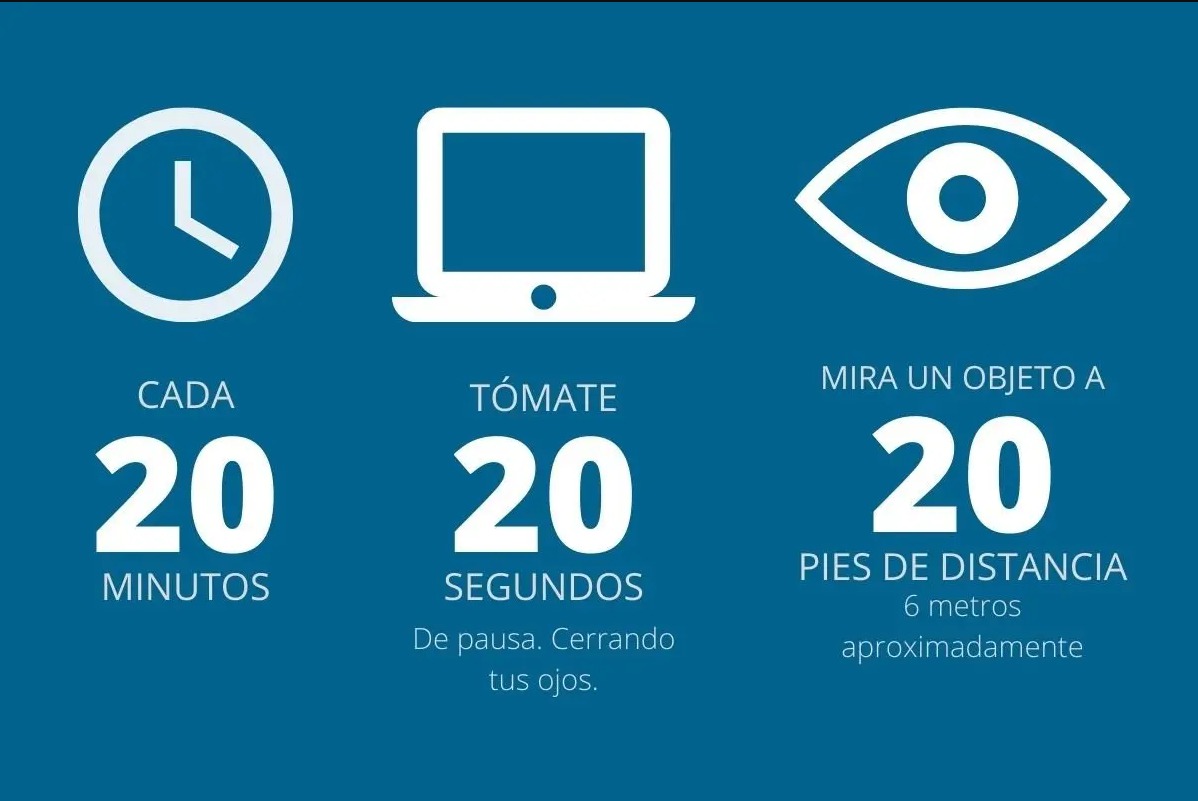 CADA
20
MINUTOS
TÓMATE
20
SEGUNDOS
De pausa. Cerrando
tus ojos.
MIRA UN OBJETO A
20
PIES DE DISTANCIA
6 metros
aproximadamente